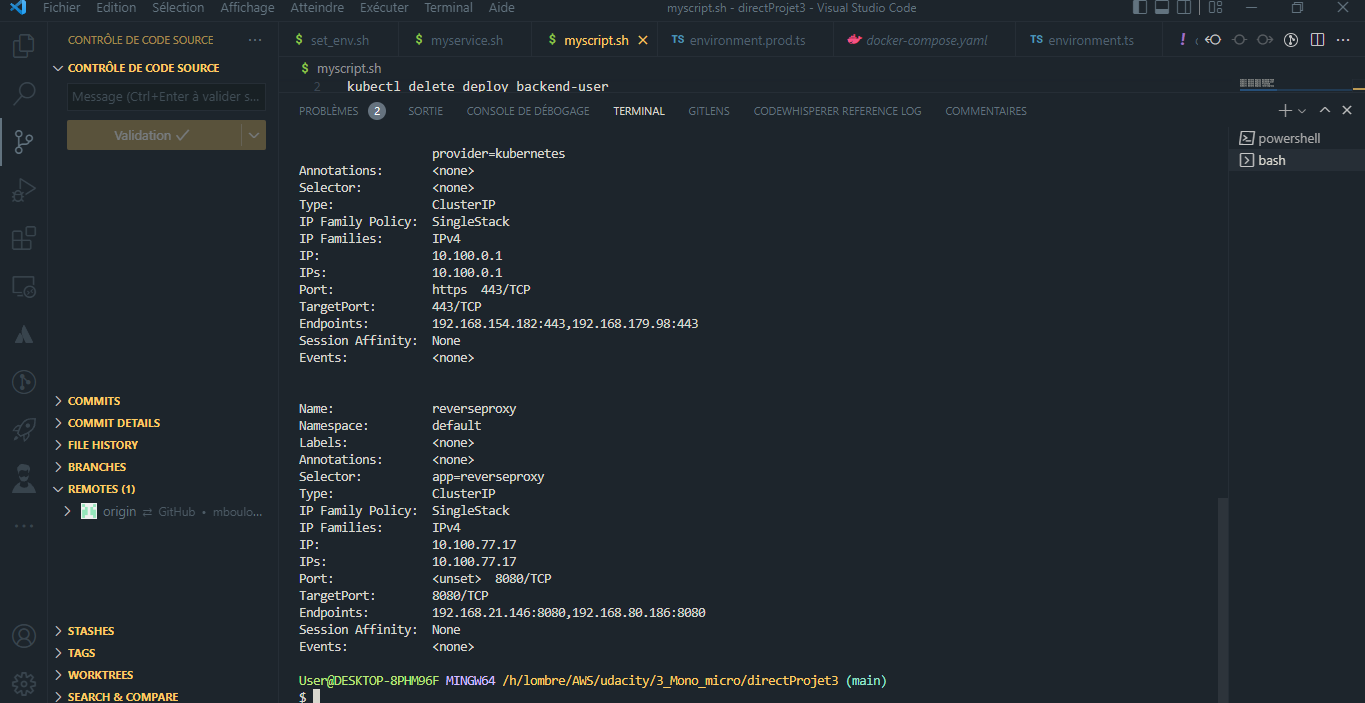 Fichier Edition Sélection Affichage Atteindre Exécuter Terminal Aide myscript.sh - directProjet3 - Visual Studio Code
CONTRÔLE DE CODE SOURCE ...
$ set_env.sh $ myservice.sh $ myscript.sh TS environment.prod.ts docker-compose.yaml TS environment.ts !
CONTRÔLE DE CODE SOURCE
$ myscript.sh
2 kubectl delete deploy backend-user
Message (Ctrl+Enter à valider s...
PROBLÈMES 2 SORTIE CONSOLE DE DÉBOGAGE TERMINAL GITLENS CODEWHISPERER REFERENCE LOG COMMENTAIRES
Validation
powershell
bash
provider=kubernetes
Annotations: <none>
Selector: <none>
Type: ClusterIP
IP Family Policy: SingleStack
IP Families: IPv4
IP: 10.100.0.1
IPs: 10.100.0.1
Port: https 443/TCP
TargetPort: 443/TCP
Endpoints: 192.168.154.182:443,192.168.179.98:443
Session Affinity: None
Events: <none>
COMMITS
COMMIT DETAILS
FILE HISTORY
BRANCHES
REMOTES (1)
origin ⇄ GitHub • mboulo...
Name: reverseproxy
Namespace: default
Labels: <none>
Annotations: <none>
Selector: app=reverseproxy
Type: ClusterIP
IP Family Policy: SingleStack
IP Families: IPv4
IP: 10.100.77.17
IPs: 10.100.77.17
Port: <unset> 8080/TCP
TargetPort: 8080/TCP
Endpoints: 192.168.21.146:8080,192.168.80.186:8080
Session Affinity: None
Events: <none>
STASHES
TAGS
WORKTREES
SEARCH & COMPARE
User@DESKTOP-8PHM96F MINGW64 /h/lombre/AWS/udacity/3_Mono_micro/directProjet3 (main)
$